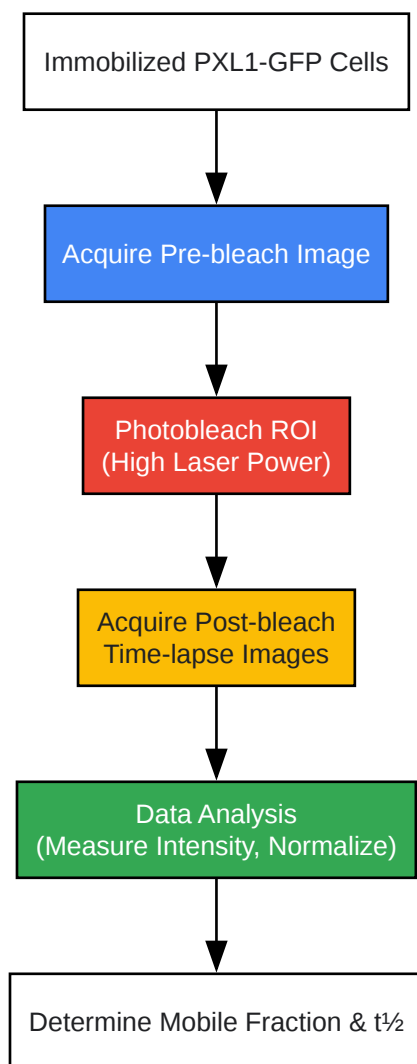 Immobilized PXL1-GFP Cells
Acquire Pre-bleach Image
Photobleach ROI
(High Laser Power)
Acquire Post-bleach
Time-lapse Images
Data Analysis
(Measure Intensity, Normalize)
Determine Mobile Fraction & t½